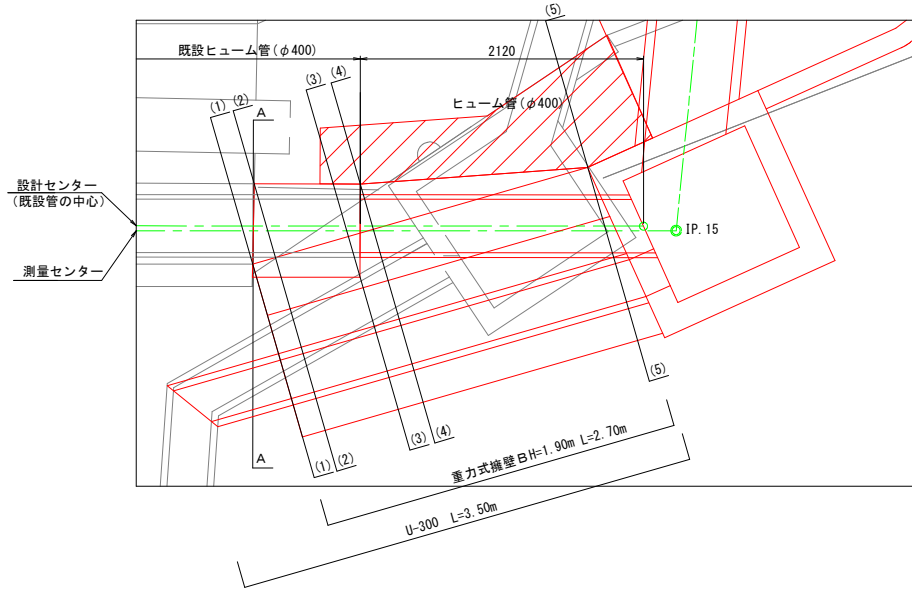 (5)
既設ヒューム管(φ400)
2120
(3)
(4)
(1)
(2)
A
ヒューム管(φ400)
設計センター
(既設管の中心)
IP.15
測量センター
(5)
(3)
(4)
A
(1)
(2)
重力式擁壁BH=1.90m L=2.70m
U-300 L=3.50m